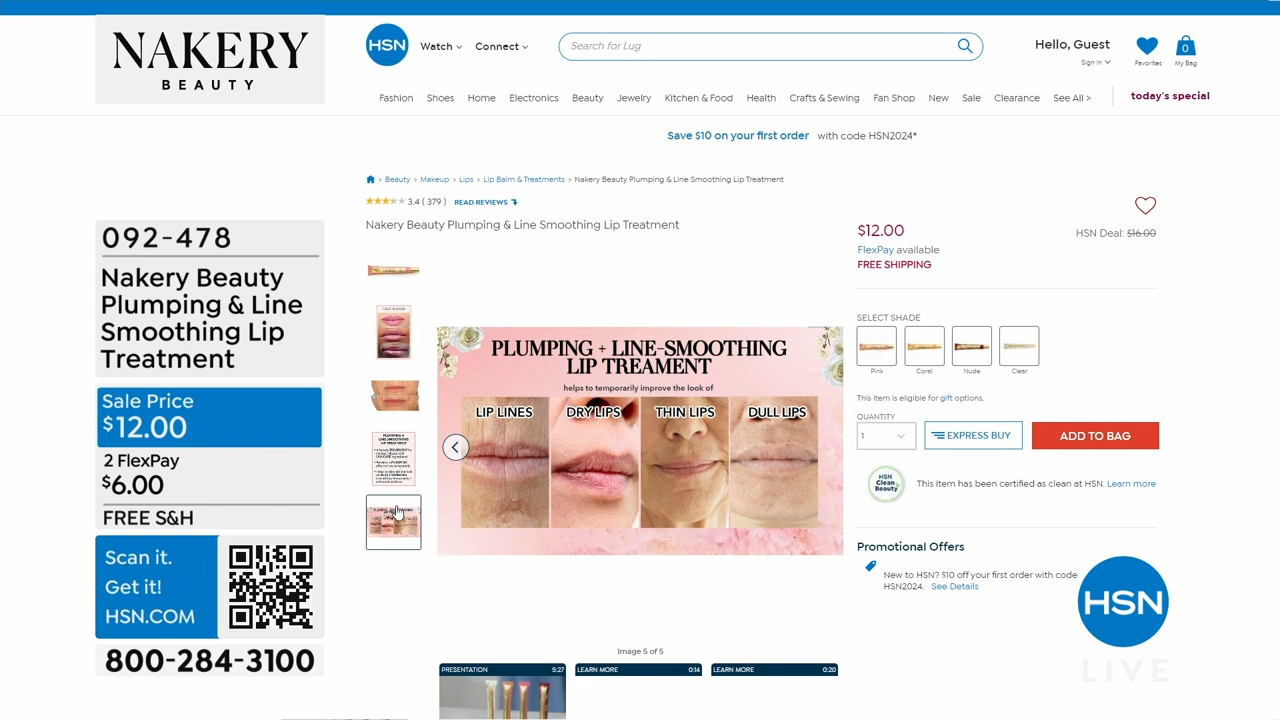 NAKERY
BEAUTY
HSN
Watch
Connect
Search for Lug
Hello, Guest
Sign In
Favorites
0
My Bag
Fashion
Shoes
Home
Electronics
Beauty
Jewelry
Kitchen & Food
Health
Crafts & Sewing
Fan Shop
New
Sale
Clearance
See All >
today's special
Save $10 on your first order with code HSN2024*
Beauty > Makeup > Lips > Lip Balm & Treatments > Nakery Beauty Plumping & Line Smoothing Lip Treatment
3.4 ( 379 ) READ REVIEWS
Nakery Beauty Plumping & Line Smoothing Lip Treatment
092-478
Nakery Beauty
Plumping & Line
Smoothing Lip
Treatment
Sale Price
$12.00
2 FlexPay
$6.00
FREE S&H
Scan it.
Get it!
HSN.COM
800-284-3100
PLUMPING + LINE-SMOOTHING
LIP TREAMENT
helps to temporarily improve the look of
LIP LINES
DRY LIPS
THIN LIPS
DULL LIPS
Image 5 of 5
PRESENTATION 5:27
LEARN MORE 0:14
LEARN MORE 0:20
$12.00
HSN Deal: $16.00
FlexPay available
FREE SHIPPING
SELECT SHADE
Pink
Coral
Nude
Clear
This item is eligible for gift options.
QUANTITY
1
EXPRESS BUY
ADD TO BAG
HSN
Clean
Beauty
This item has been certified as clean at HSN. Learn more
Promotional Offers
New to HSN? $10 off your first order with code
HSN2024. See Details
HSN
LIVE